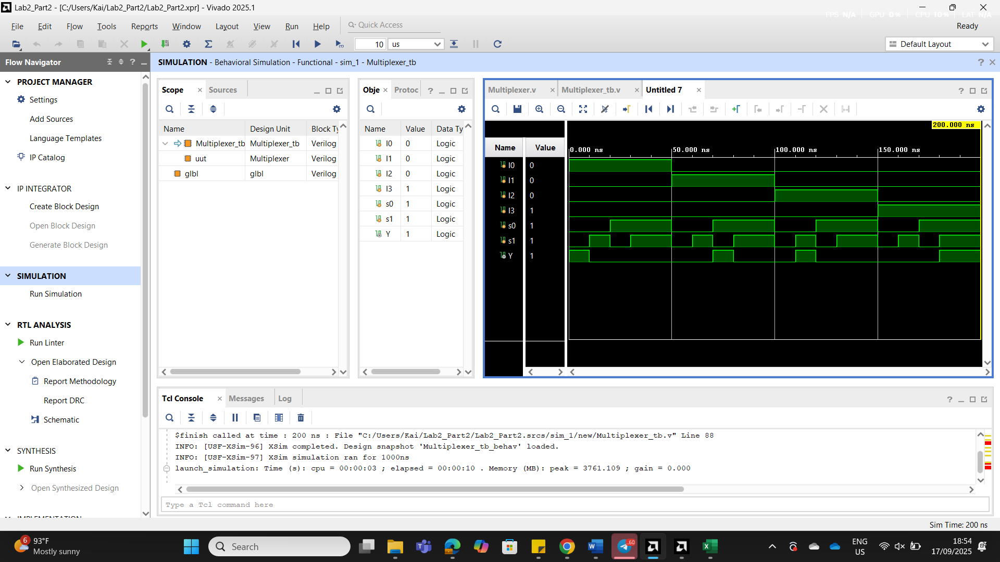 Lab2_Part2 - [C:/Users/Kai/Lab2_Part2/Lab2_Part2.xpr] - Vivado 2025.1
FPS N/A GPU 0% CPU 10% LAT N/A
File Edit Flow Tools Reports Window Layout View Run Help Quick Access
Ready
10 us
Default Layout
Flow Navigator
SIMULATION - Behavioral Simulation - Functional - sim_1 - Multiplexer_tb
PROJECT MANAGER
Settings
Add Sources
Language Templates
IP Catalog
IP INTEGRATOR
Create Block Design
Open Block Design
Generate Block Design
SIMULATION
Run Simulation
RTL ANALYSIS
Run Linter
Open Elaborated Design
Report Methodology
Report DRC
Schematic
SYNTHESIS
Run Synthesis
Open Synthesized Design
Scope Sources
Name Design Unit Block Ty
Multiplexer_tb Multiplexer_tb Verilog
uut Multiplexer Verilog
glbl glbl Verilog
Obje Protoc
Name Value Data Ty
I0 0 Logic
I1 0 Logic
I2 0 Logic
I3 1 Logic
s0 1 Logic
s1 1 Logic
Y 1 Logic
Multiplexer.v Multiplexer_tb.v Untitled 7
200.000 ns
Name Value
0.000 ns 50.000 ns 100.000 ns 150.000 ns
I0 0
I1 0
I2 0
I3 1
s0 1
s1 1
Y 1
Tcl Console Messages Log
$finish called at time : 200 ns : File "C:/Users/Kai/Lab2_Part2/Lab2_Part2.srcs/sim_1/new/Multiplexer_tb.v" Line 88
INFO: [USF-XSim-96] XSim completed. Design snapshot 'Multiplexer_tb_behav' loaded.
INFO: [USF-XSim-97] XSim simulation ran for 1000ns
launch_simulation: Time (s): cpu = 00:00:03 ; elapsed = 00:00:10 . Memory (MB): peak = 3761.109 ; gain = 0.000
Type a Tcl command here
Sim Time: 200 ns
6
93°F
Mostly sunny
Search
.60
ENG
US
18:54
17/09/2025